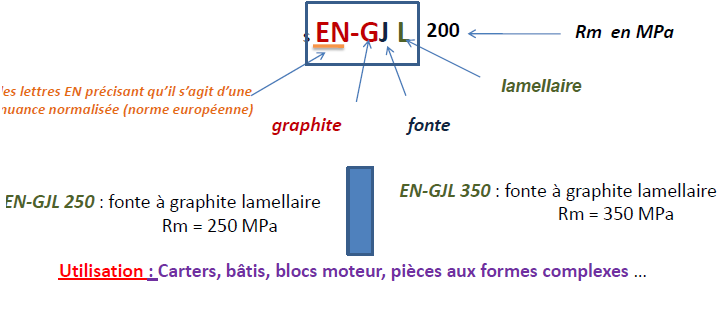 s EN-GJ L 200 Rm en MPa
les lettres EN précisant qu'il s'agit d'une
nuance normalisée (norme européenne)
lamellaire
graphite fonte
EN-GJL 250 : fonte à graphite lamellaire
Rm = 250 MPa
EN-GJL 350 : fonte à graphite lamellaire
Rm = 350 MPa
Utilisation : Carters, bâtis, blocs moteur, pièces aux formes complexes ...